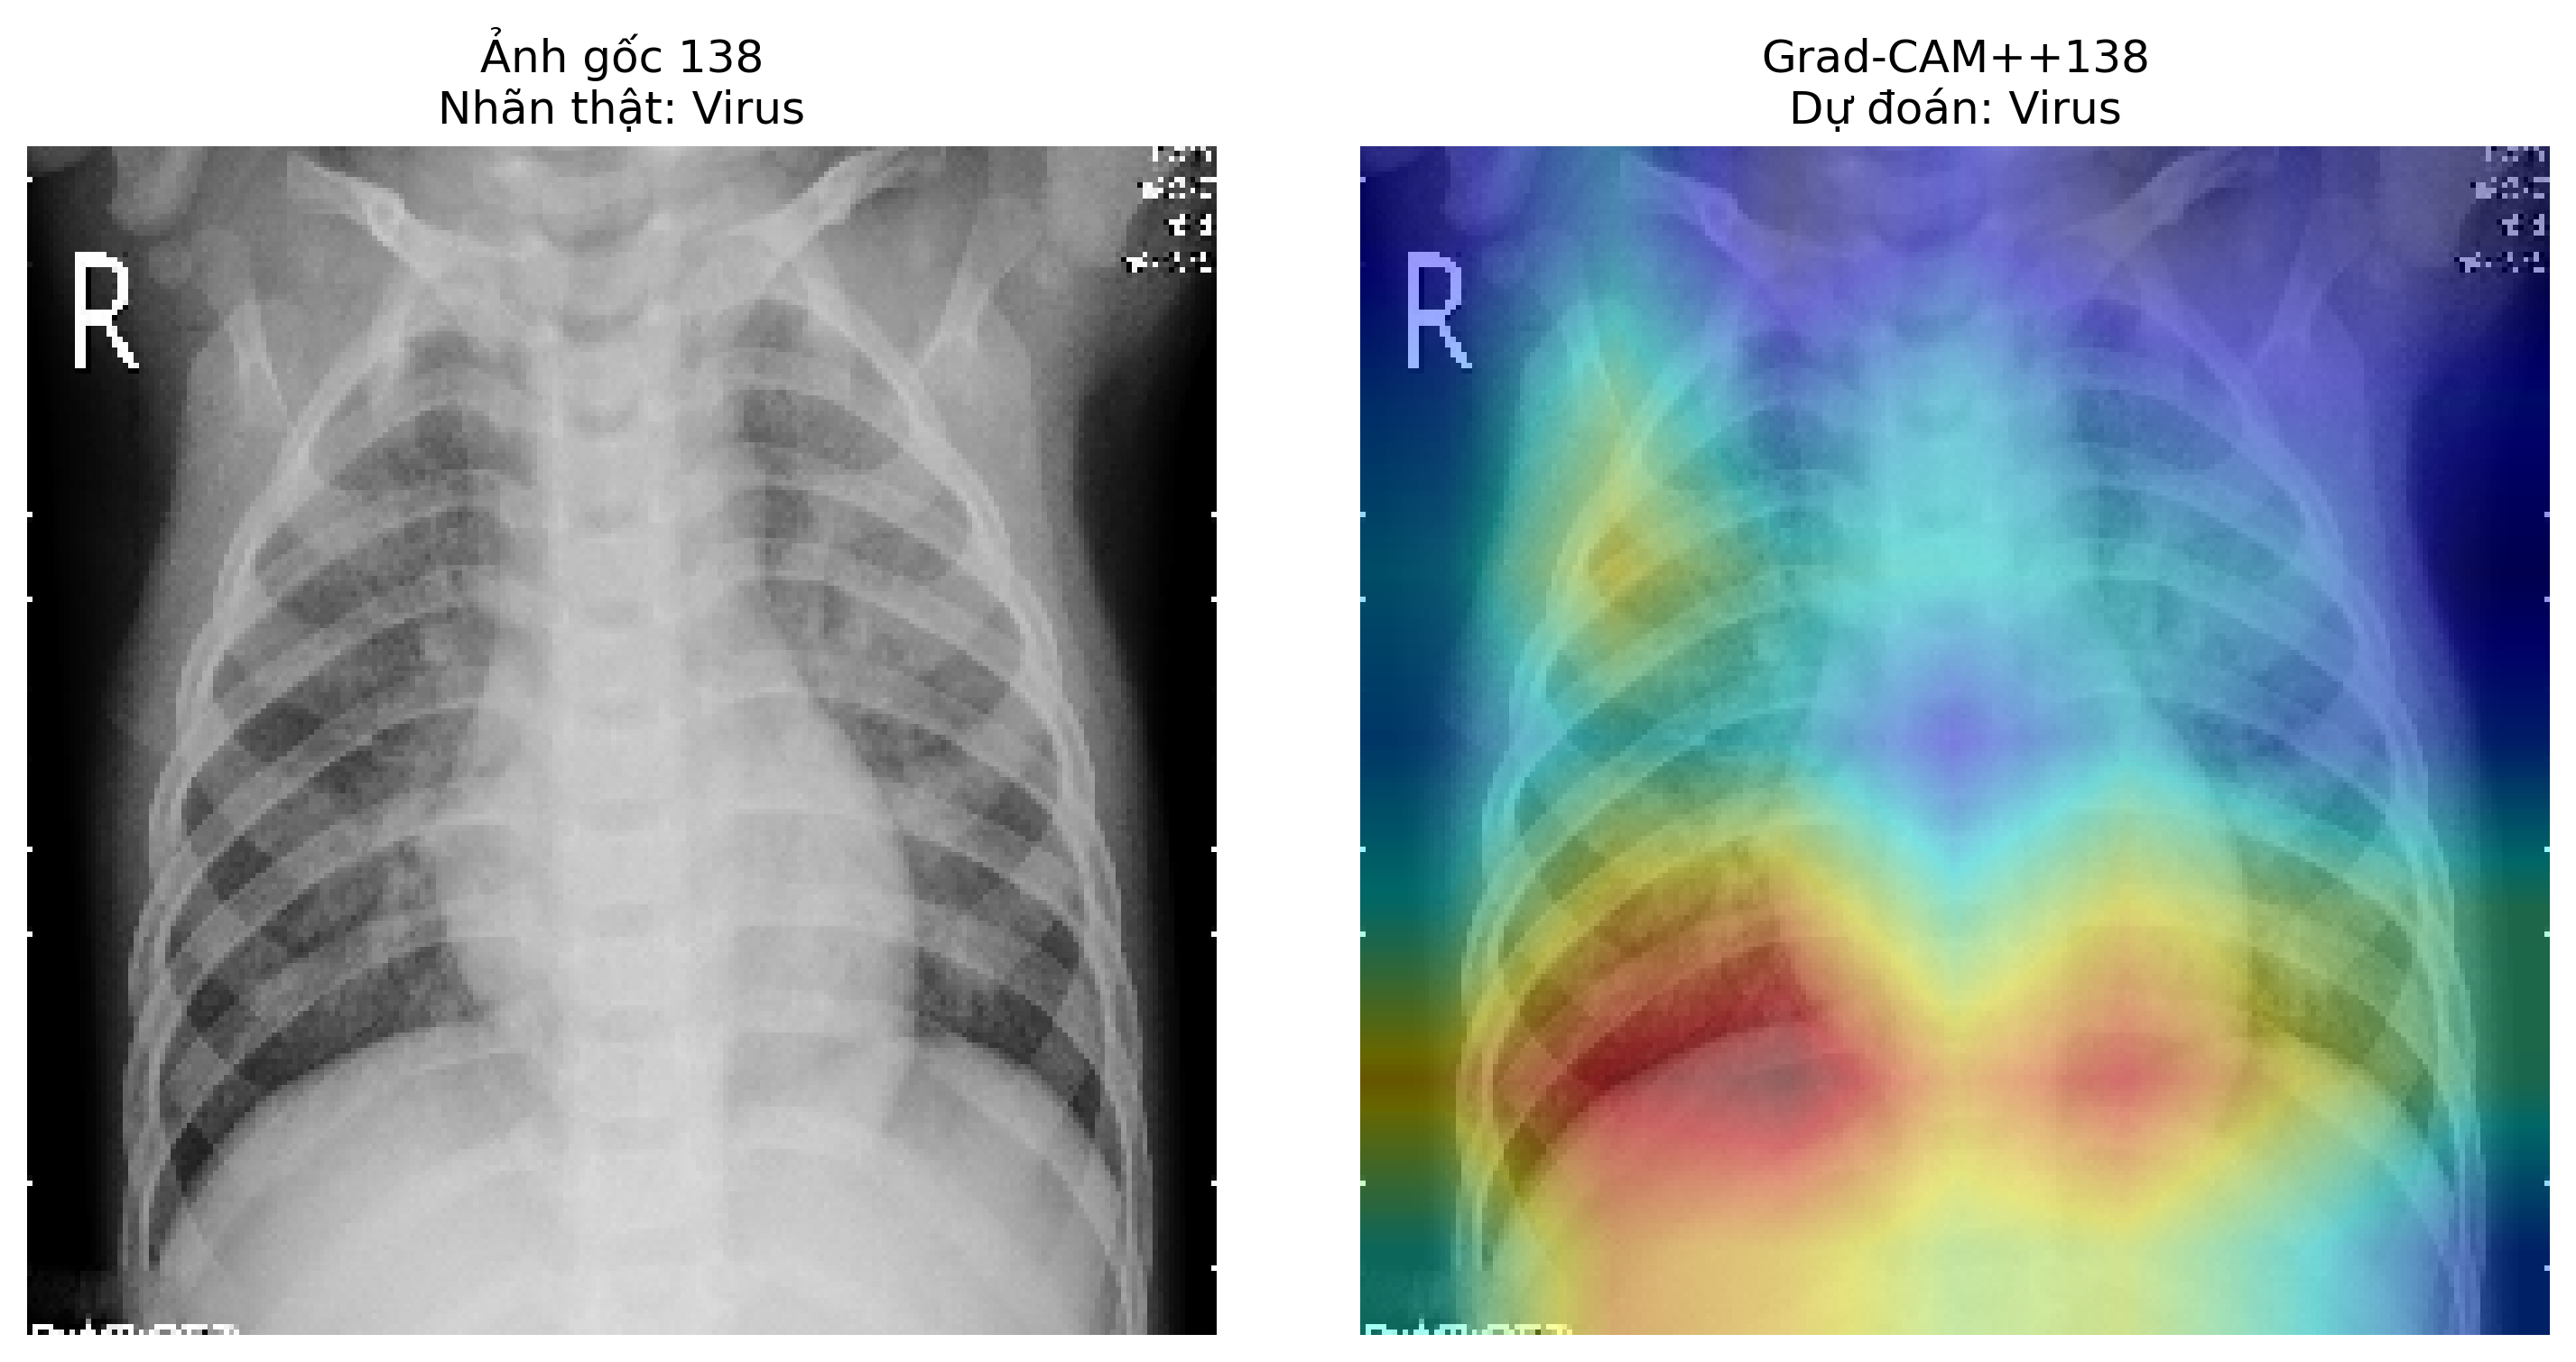 Ảnh gốc 138
Nhãn thật: Virus
Grad-CAM++138
Dự đoán: Virus
R
R